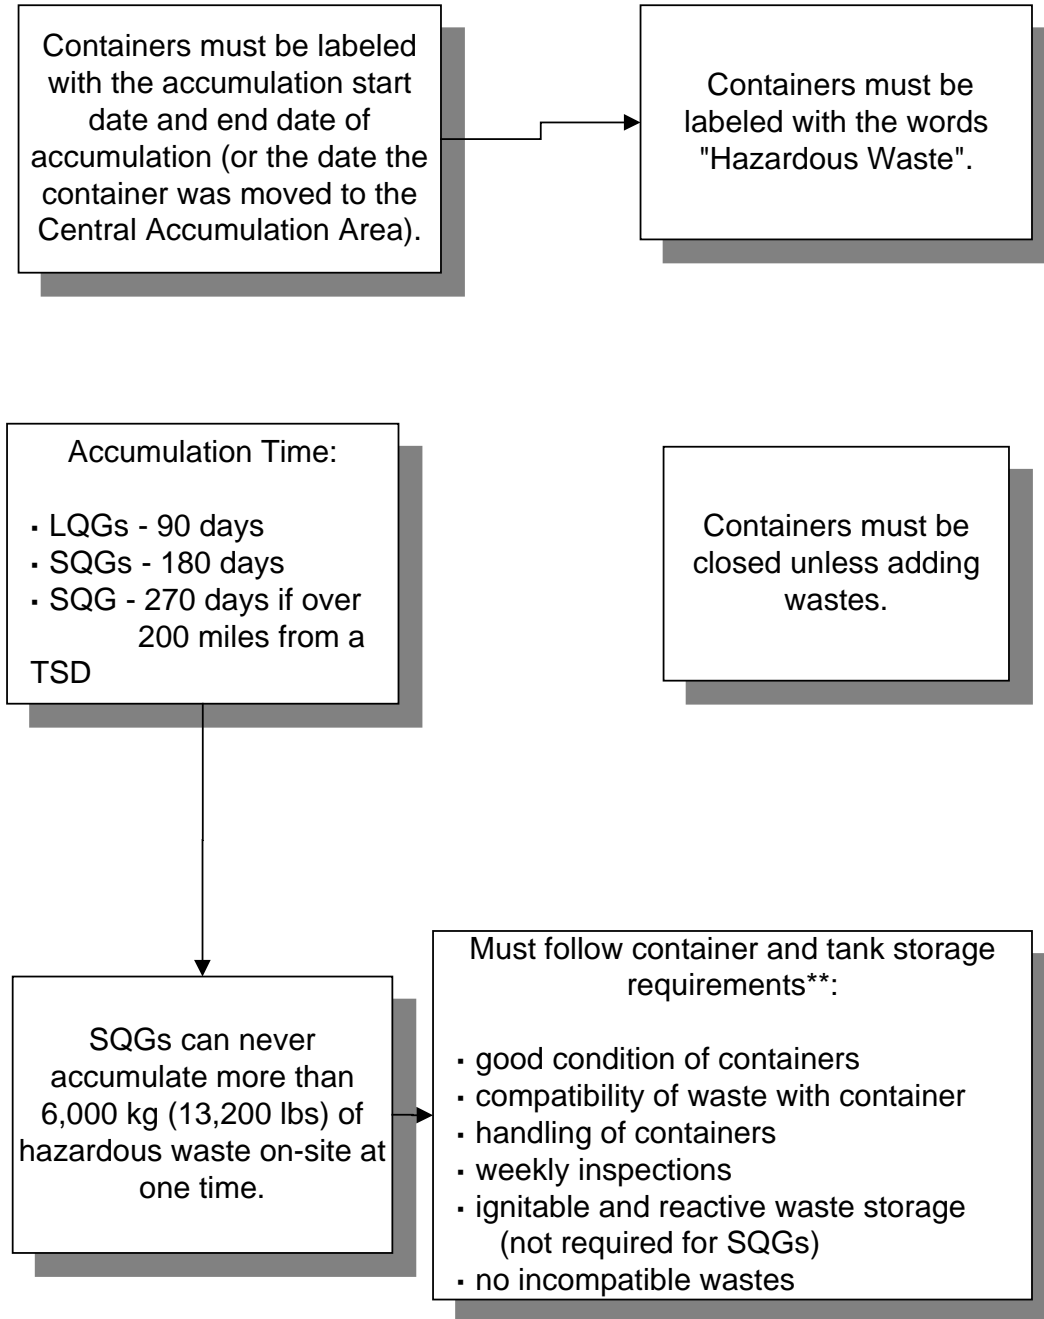 Containers must be labeled
with the accumulation start
date and end date of
accumulation (or the date the
container was moved to the
Central Accumulation Area).
Containers must be
labeled with the words
"Hazardous Waste".
Accumulation Time:
▪ LQGs - 90 days
▪ SQGs - 180 days
▪ SQG - 270 days if over
200 miles from a
TSD
Containers must be
closed unless adding
wastes.
SQGs can never
accumulate more than
6,000 kg (13,200 lbs) of
hazardous waste on-site at
one time.
Must follow container and tank storage
requirements**:
▪ good condition of containers
▪ compatibility of waste with container
▪ handling of containers
▪ weekly inspections
▪ ignitable and reactive waste storage
(not required for SQGs)
▪ no incompatible wastes